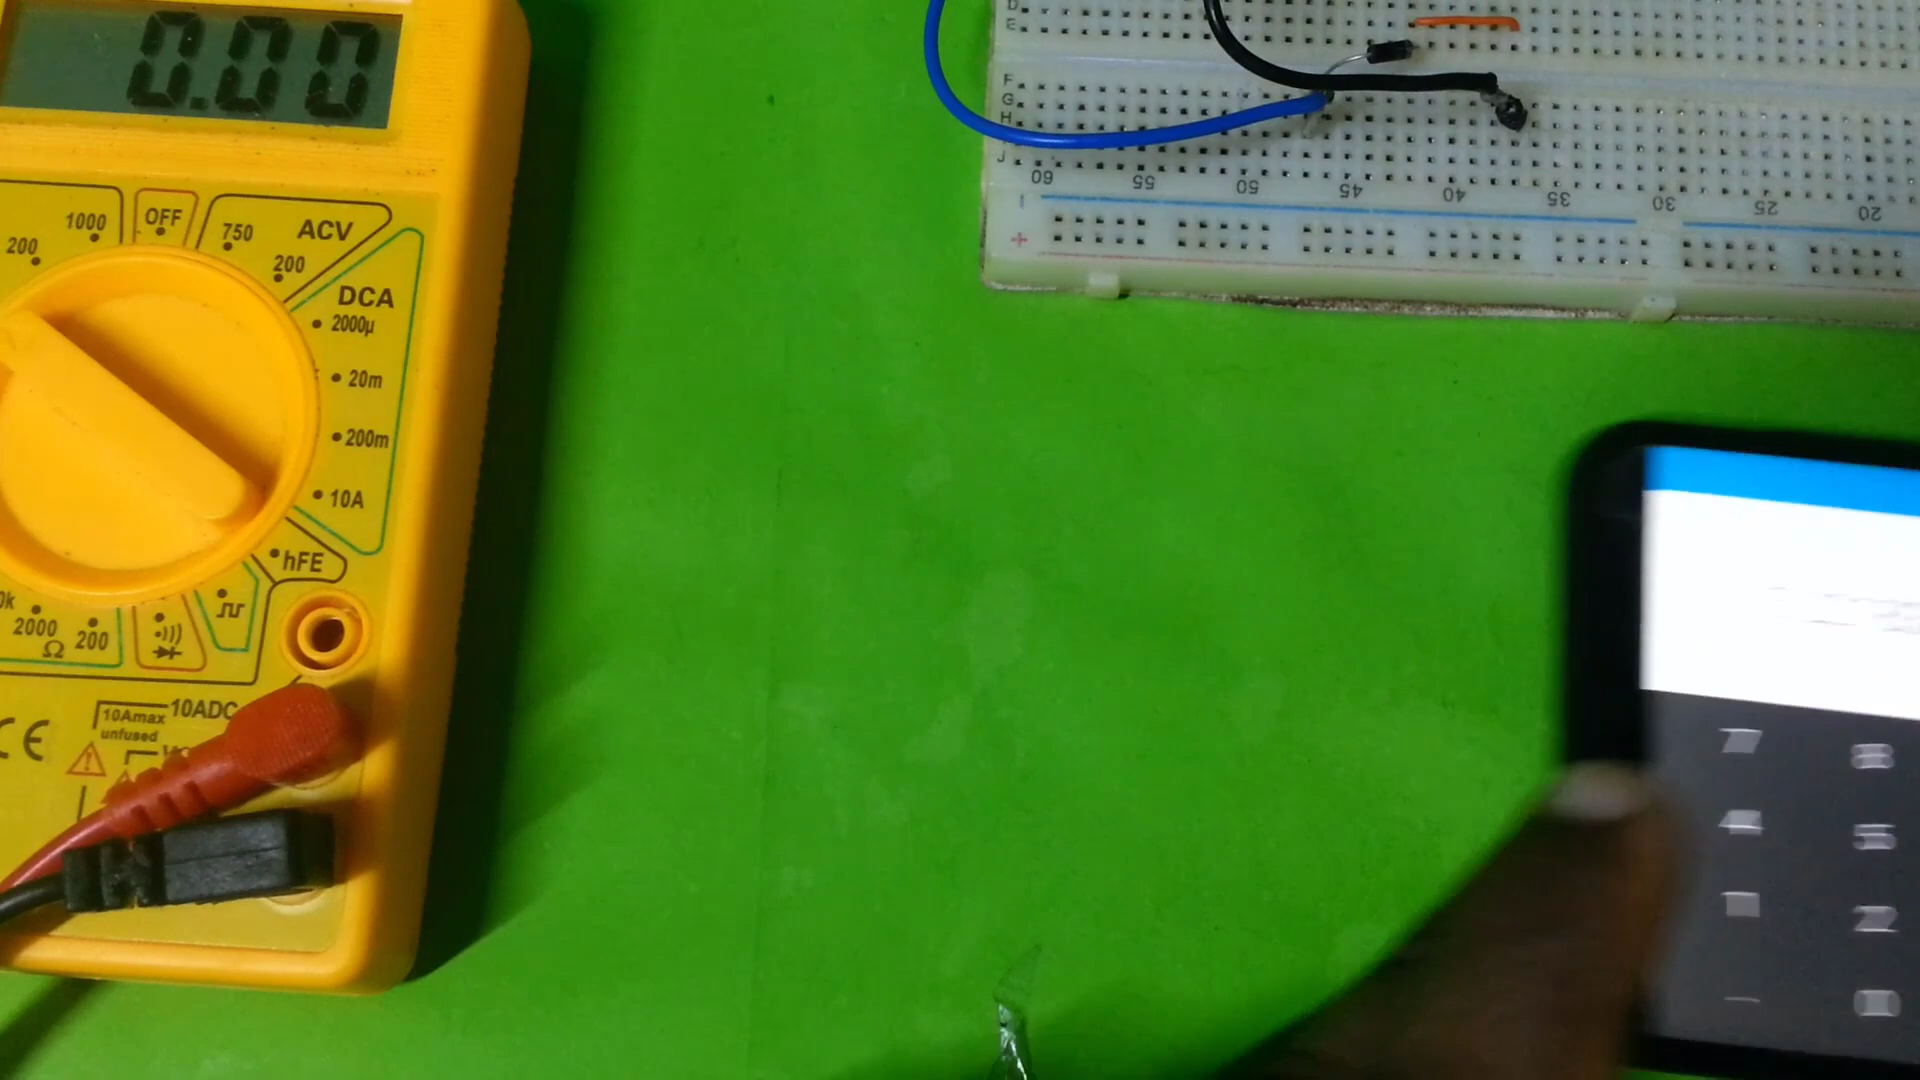 0.00
200
1000
OFF
750
ACV
200
DCA
2000µ
20m
200m
10A
hFE
0k
2000
Ω
200
10Amax
unfused
10ADC
CE
D
E
F
G
H
J
60
55
50
45
40
35
30
25
20
+
7 8
4 5
1 2
0